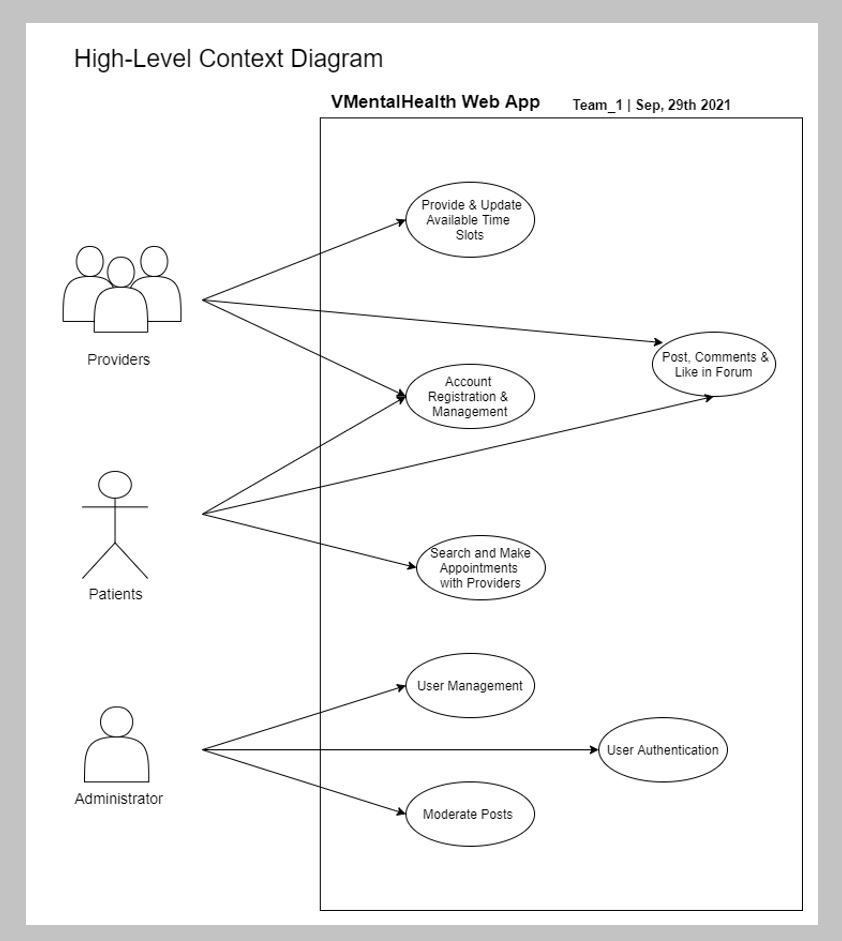 High-Level Context Diagram
VMentalHealth Web App
Team_1 | Sep, 29th 2021
Provide & Update
Available Time
Slots
Providers
Post, Comments &
Like in Forum
Account
Registration &
Management
Patients
Search and Make
Appointments
with Providers
User Management
User Authentication
Administrator
Moderate Posts